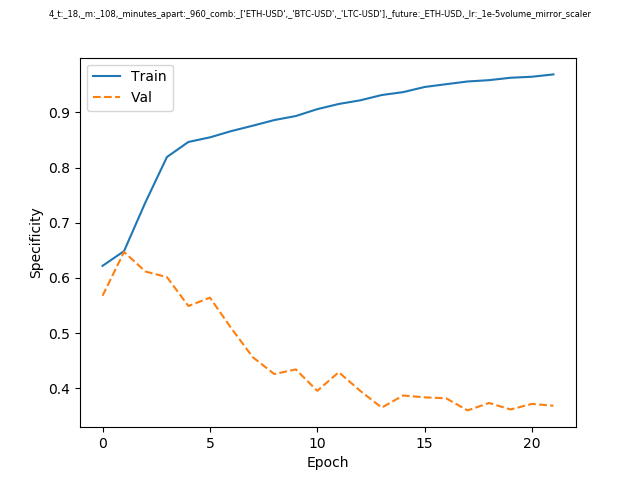 4_t:_18,_m:_108,_minutes_apart:_960_comb:_['ETH-USD',_'BTC-USD',_'LTC-USD'],_future:_ETH-USD,_lr:_1e-5volume_mirror_scaler
Train
Val
0.9
0.8
0.7
0.6
0.5
0.4
Specificity
0 5 10 15 20
Epoch